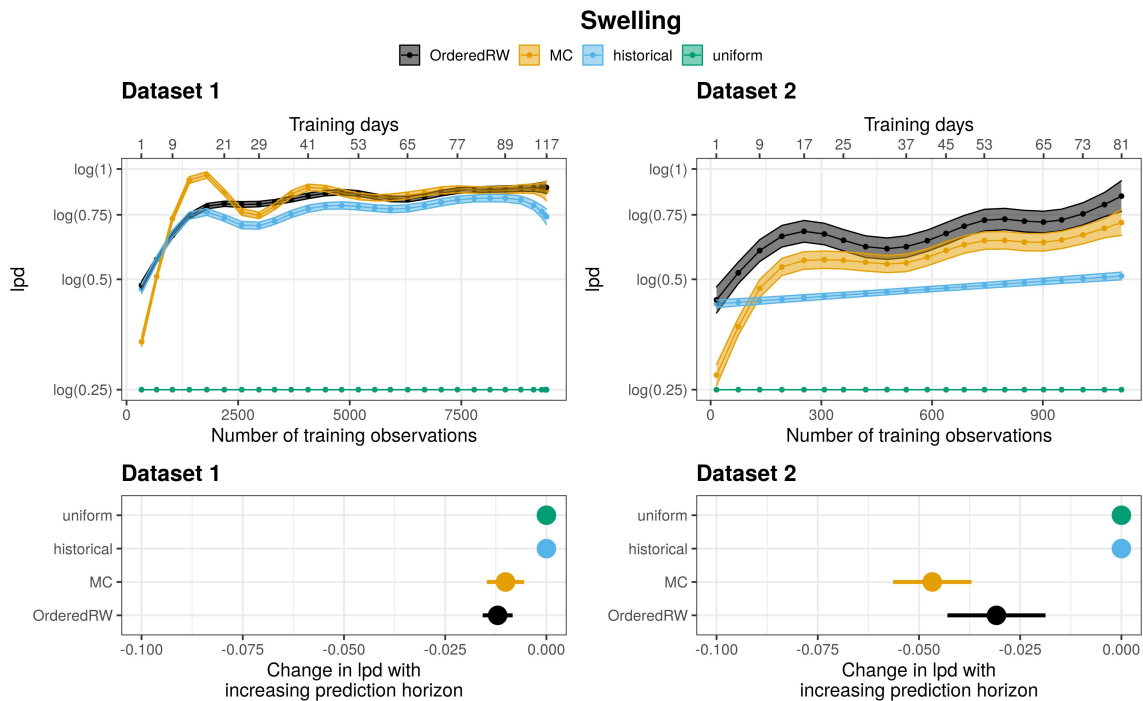 Swelling
OrderedRW MC historical uniform
Dataset 1
Training days
1 9 21 29 41 53 65 77 89 117
log(1)
log(0.75)
log(0.5)
log(0.25)
lpd
0 2500 5000 7500
Number of training observations
Dataset 2
Training days
1 9 17 25 37 45 53 65 73 81
log(1)
log(0.75)
log(0.5)
log(0.25)
lpd
0 300 600 900
Number of training observations
Dataset 1
uniform
historical
MC
OrderedRW
-0.100 -0.075 -0.050 -0.025 0.000
Change in lpd with
increasing prediction horizon
Dataset 2
uniform
historical
MC
OrderedRW
-0.100 -0.075 -0.050 -0.025 0.000
Change in lpd with
increasing prediction horizon